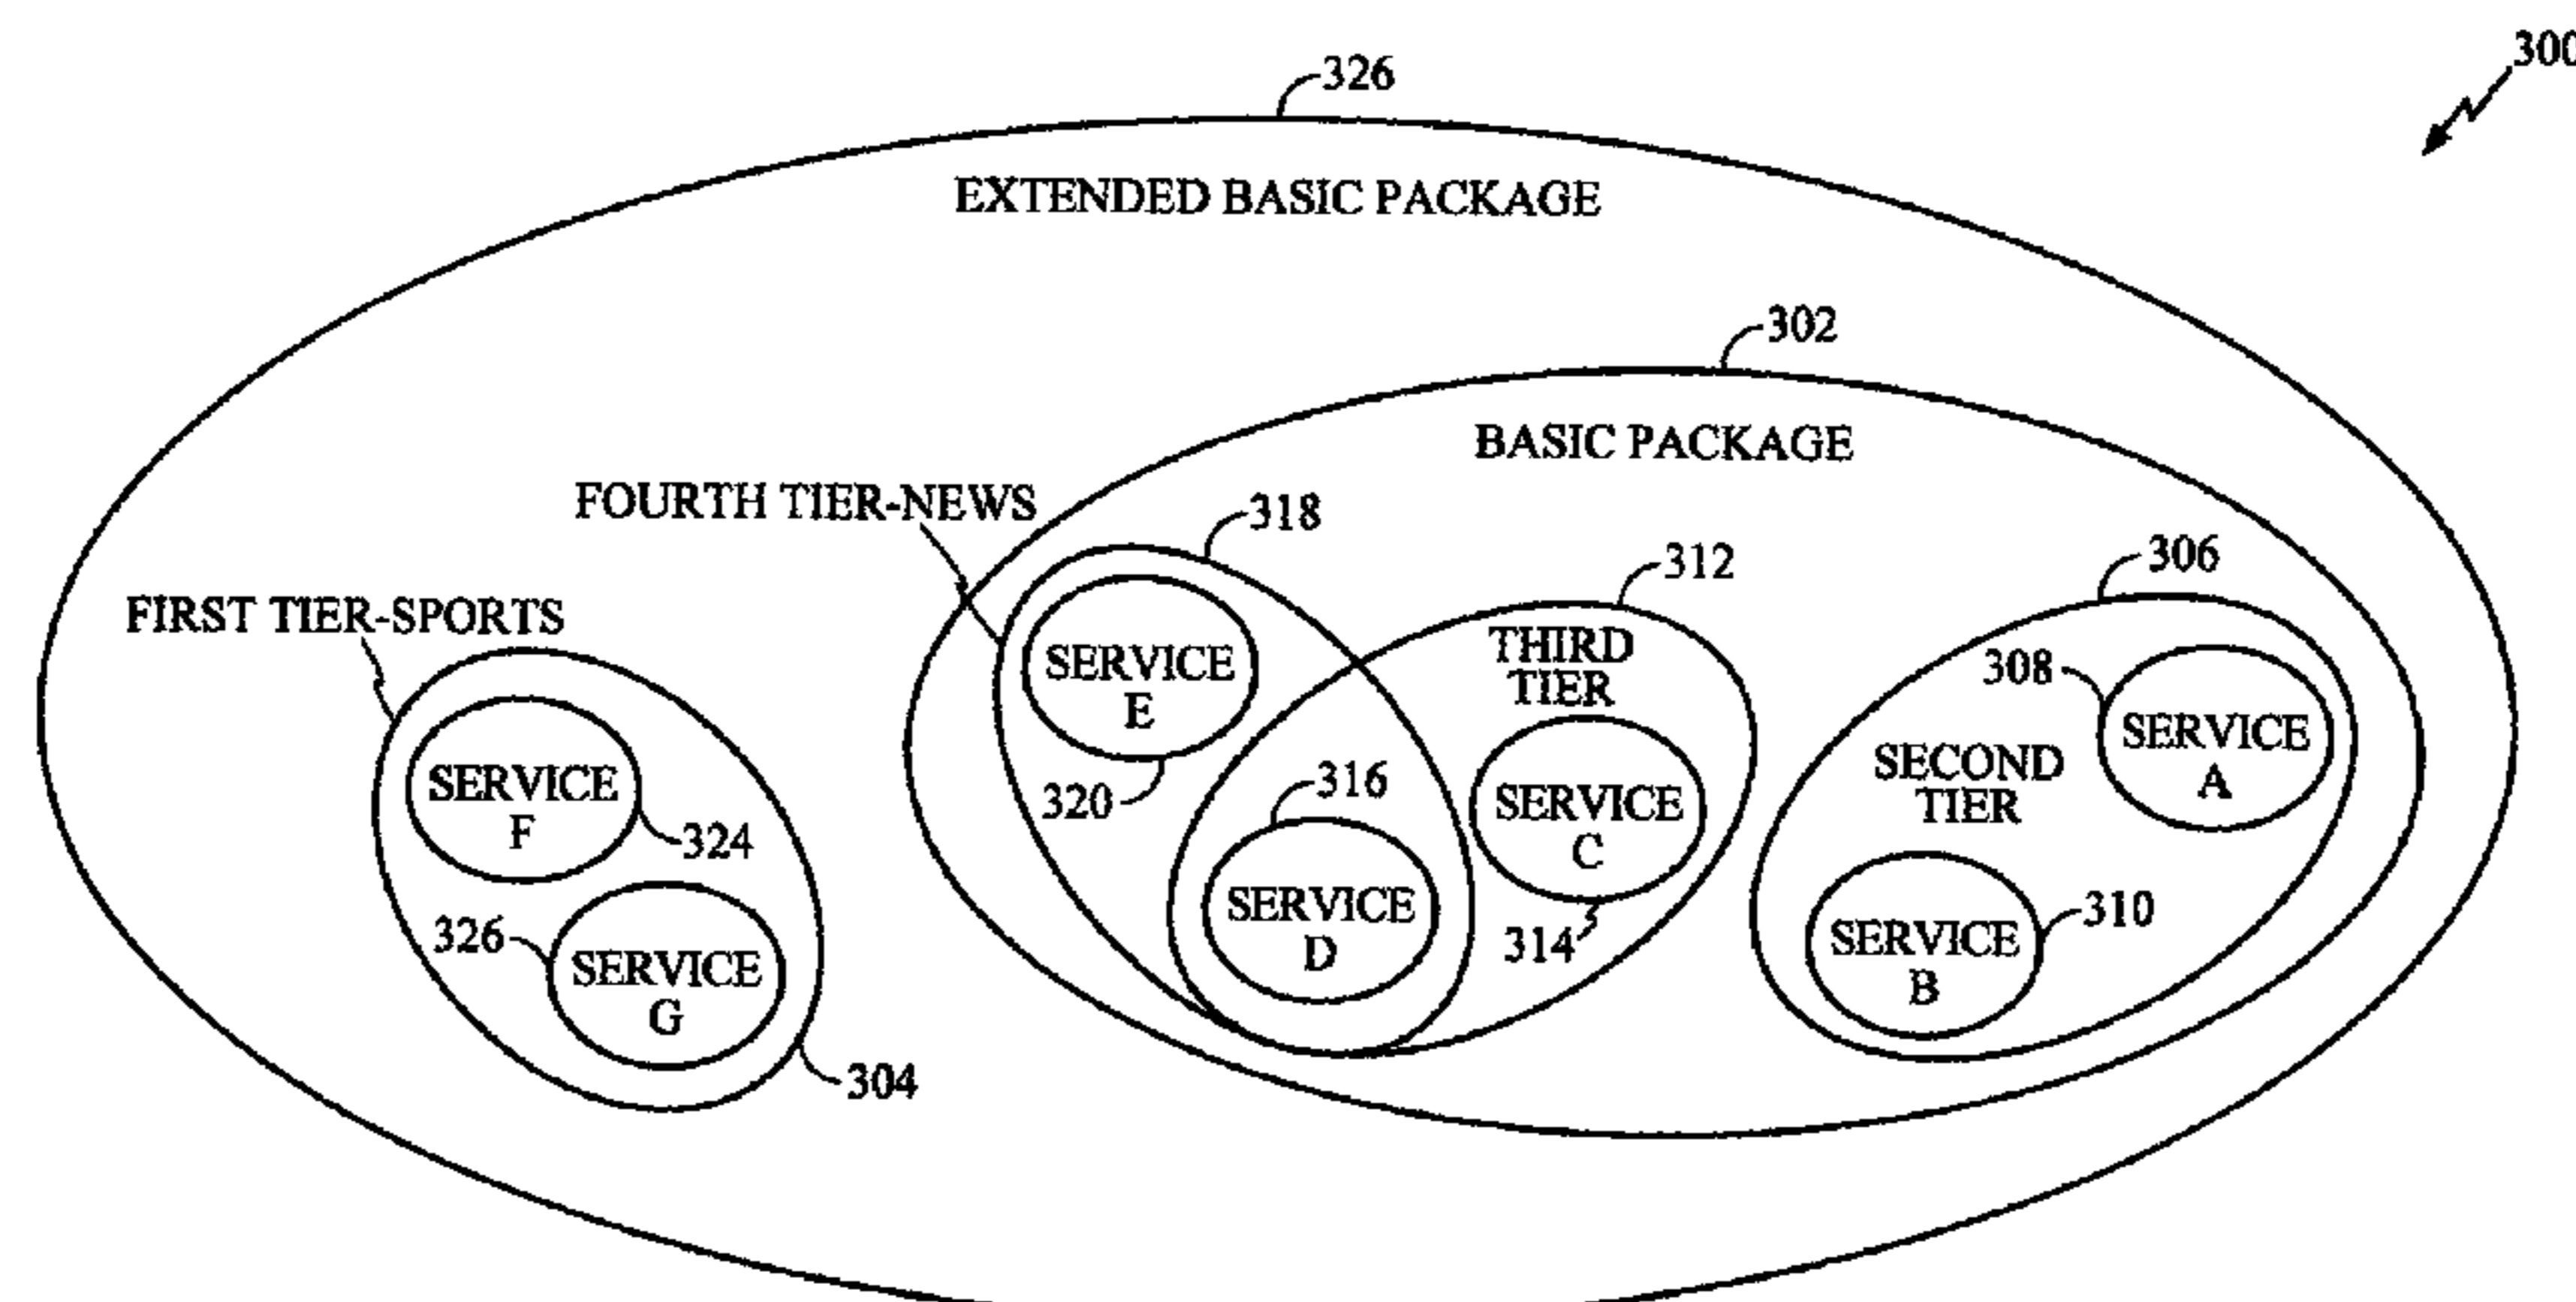 300
326
EXTENDED BASIC PACKAGE
302
BASIC PACKAGE
FOURTH TIER-NEWS
318
312
306
FIRST TIER-SPORTS
SERVICE
E
320
THIRD
TIER
308
SERVICE
A
SECOND
TIER
SERVICE
F
324
316
SERVICE
C
314
SERVICE
D
SERVICE
B
310
326
SERVICE
G
304